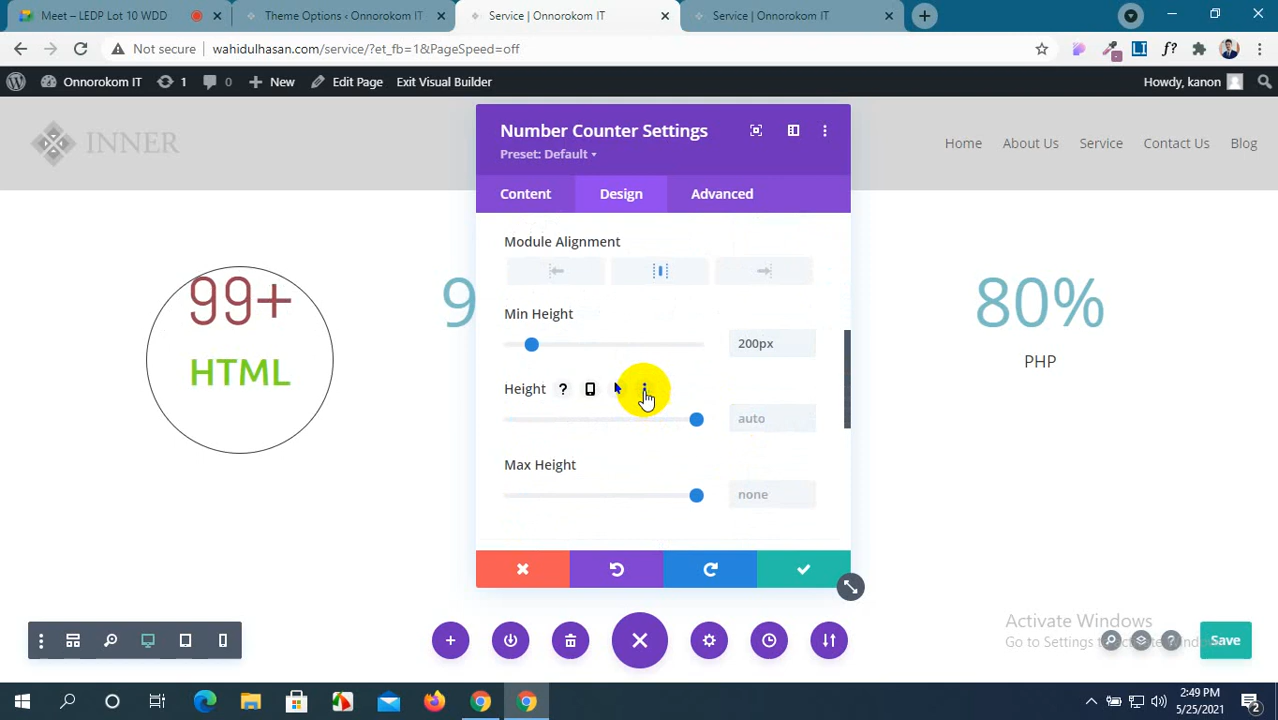 Meet – LEDP Lot 10 WDD
Theme Options ‹ Onnorokom IT
Service | Onnorokom IT
Service | Onnorokom IT
Not secure
wahidulhasan.com/service/?et_fb=1&PageSpeed=off
Onnorokom IT
1
0
New
Edit Page
Exit Visual Builder
Howdy, kanon
INNER
Home
About Us
Service
Contact Us
Blog
Number Counter Settings
Preset: Default
Content
Design
Advanced
Module Alignment
Min Height
200px
Height
auto
Max Height
none
99+
HTML
9
80%
PHP
Activate Windows
Save
2:49 PM
5/25/2021
2